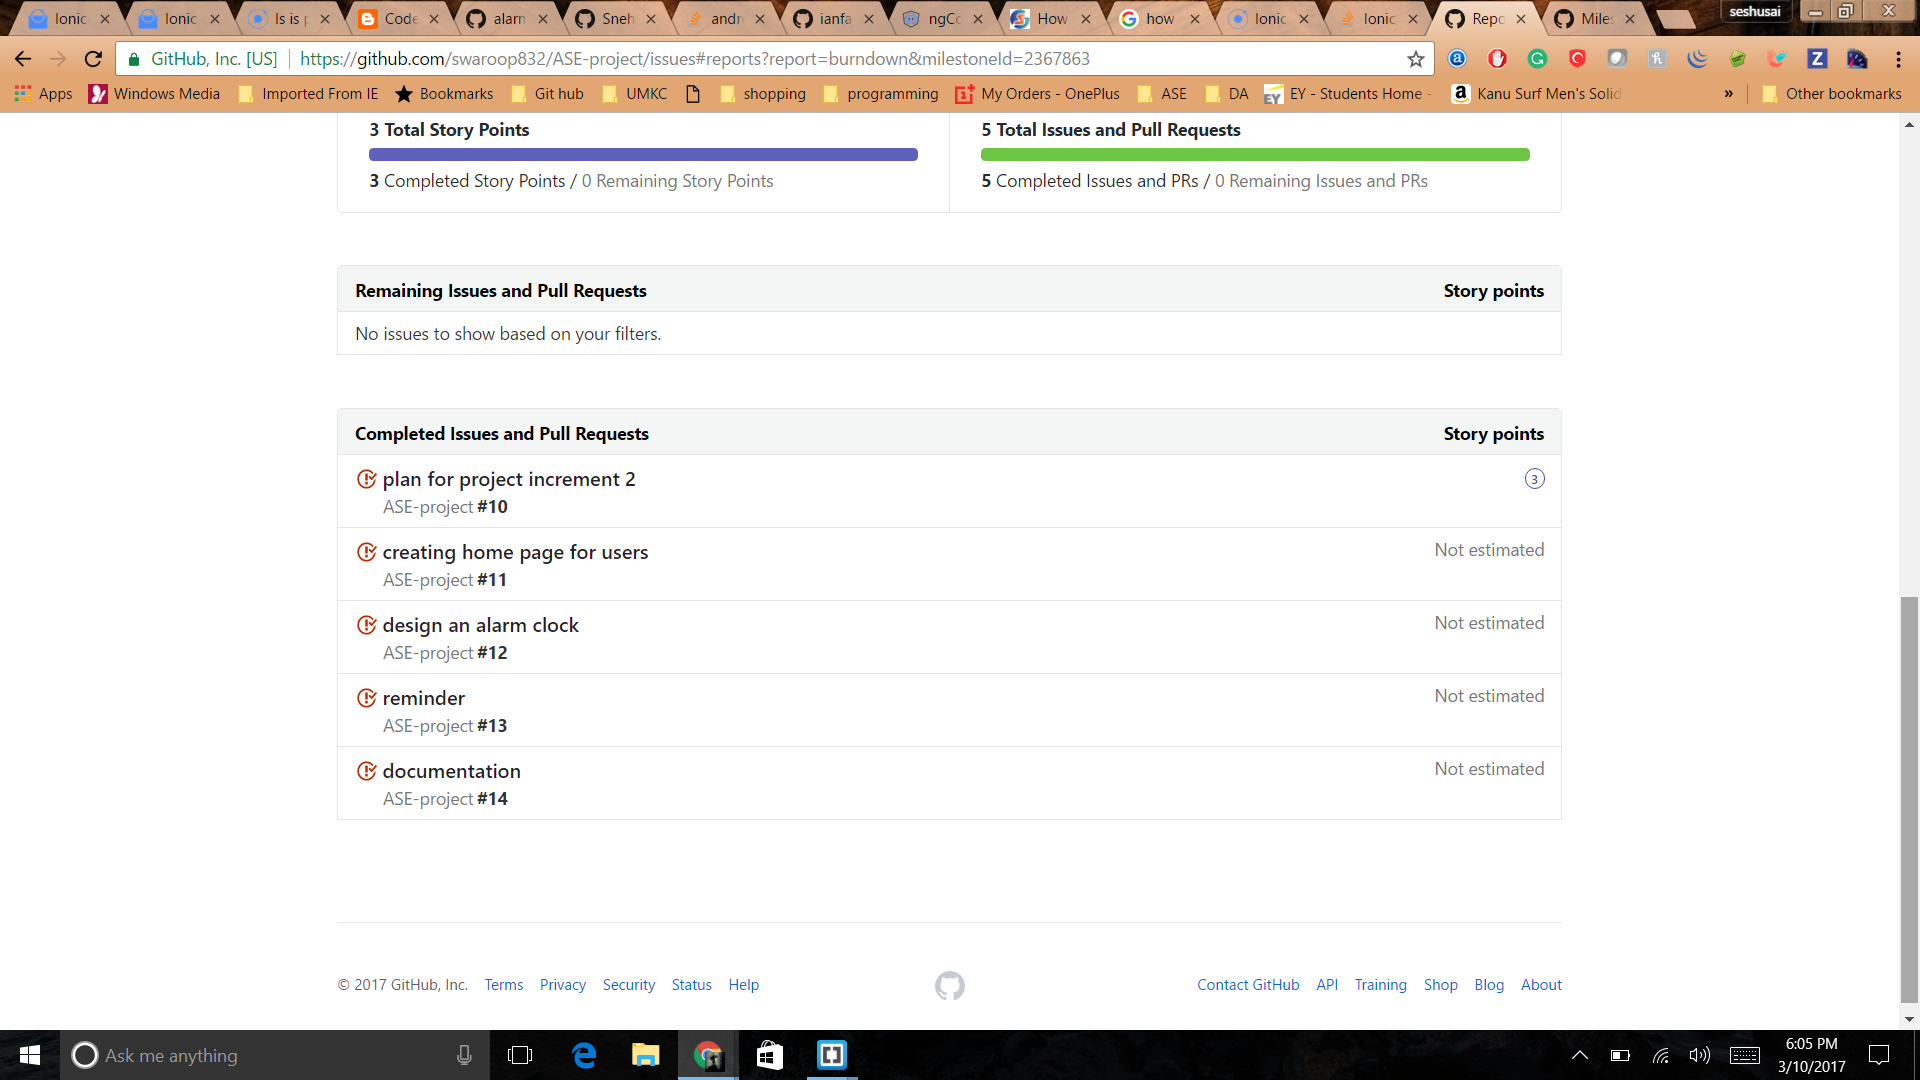 Ionic
Ionic
Is is p
Code
alarm
Sneh
andro
ianfa
ngCo
How
how
Ionic
Ionic
Repo
Miles
seshusai
GitHub, Inc. [US]
https://github.com/swaroop832/ASE-project/issues#reports?report=burndown&milestoneId=2367863
Apps
Windows Media
Imported From IE
Bookmarks
Git hub
UMKC
shopping
programming
My Orders - OnePlus
ASE
DA
EY - Students Home -
Kanu Surf Men's Solid
»
Other bookmarks
3 Total Story Points
3 Completed Story Points / 0 Remaining Story Points
5 Total Issues and Pull Requests
5 Completed Issues and PRs / 0 Remaining Issues and PRs
Remaining Issues and Pull Requests
Story points
No issues to show based on your filters.
Completed Issues and Pull Requests
Story points
plan for project increment 2
3
ASE-project #10
creating home page for users
Not estimated
ASE-project #11
design an alarm clock
Not estimated
ASE-project #12
reminder
Not estimated
ASE-project #13
documentation
Not estimated
ASE-project #14
© 2017 GitHub, Inc.
Terms
Privacy
Security
Status
Help
Contact GitHub
API
Training
Shop
Blog
About
Ask me anything
6:05 PM
3/10/2017